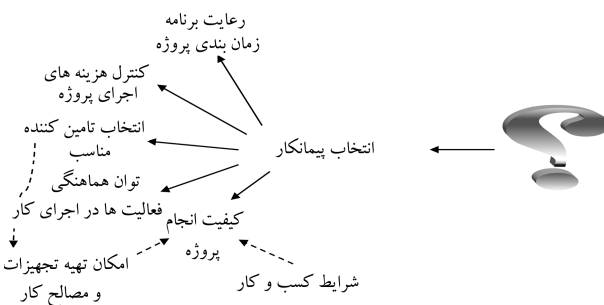 رعایت برنامه
زمان بندی پروژه
کنترل هزینه های
اجرای پروژه
انتخاب تامین کننده
مناسب
انتخاب پیمانکار
توان هماهنگی
فعالیت ها در اجرای کار
کیفیت انجام
پروژه
امکان تهیه تجهیزات
و مصالح کار
شرایط کسب و کار